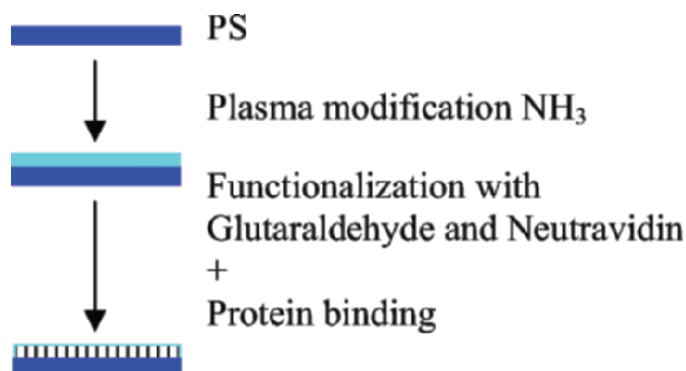 PS
Plasma modification NH₃
Functionalization with
Glutaraldehyde and Neutravidin
+
Protein binding